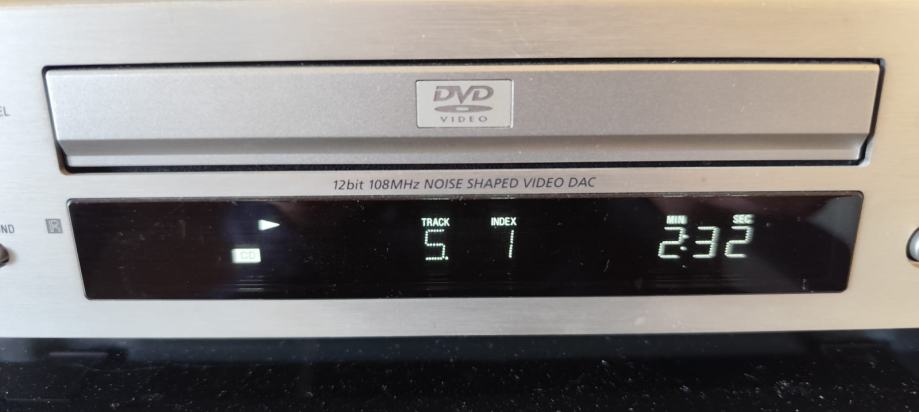 DVD
VIDEO
12bit 108MHz NOISE SHAPED VIDEO DAC
TRACK INDEX MIN SEC
5 1 2:32
CD